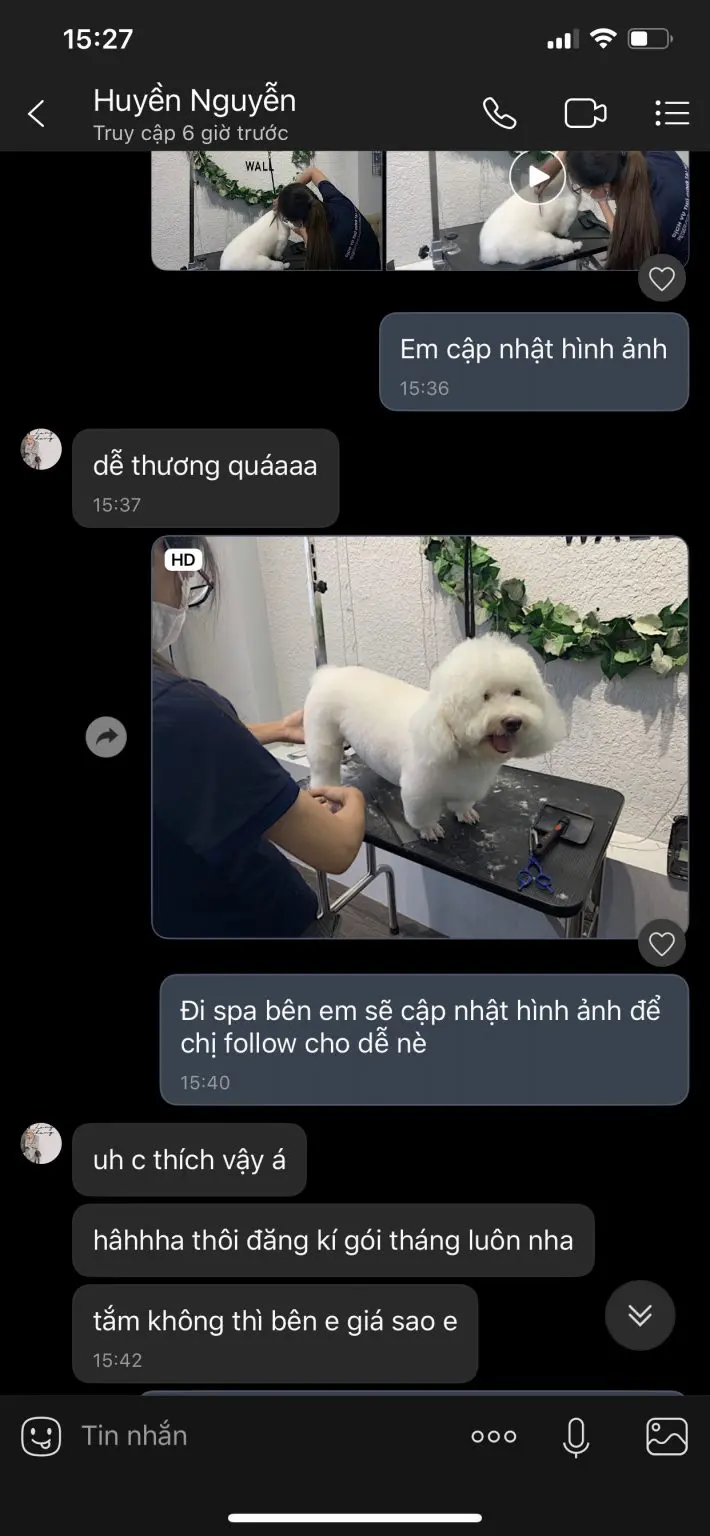 15:27
Huyền Nguyễn
Truy cập 6 giờ trước
WALL
Em cập nhật hình ảnh
15:36
dễ thương quáaaa
15:37
HD
Đi spa bên em sẽ cập nhật hình ảnh để
chị follow cho dễ nè
15:40
uh c thích vậy á
hâhhha thôi đăng kí gói tháng luôn nha
tắm không thì bên e giá sao e
15:42
Tin nhắn